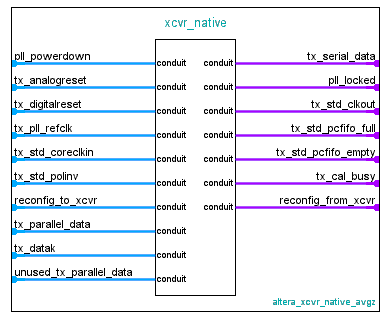 xcvr_native
pll_powerdown conduit conduit tx_serial_data
tx_analogreset conduit conduit pll_locked
tx_digitalreset conduit conduit tx_std_clkout
tx_pll_refclk conduit conduit tx_std_pcfifo_full
tx_std_coreclkin conduit conduit tx_std_pcfifo_empty
tx_std_polinv conduit conduit tx_cal_busy
reconfig_to_xcvr conduit conduit reconfig_from_xcvr
tx_parallel_data conduit
tx_datak conduit
unused_tx_parallel_data conduit
altera_xcvr_native_avgz